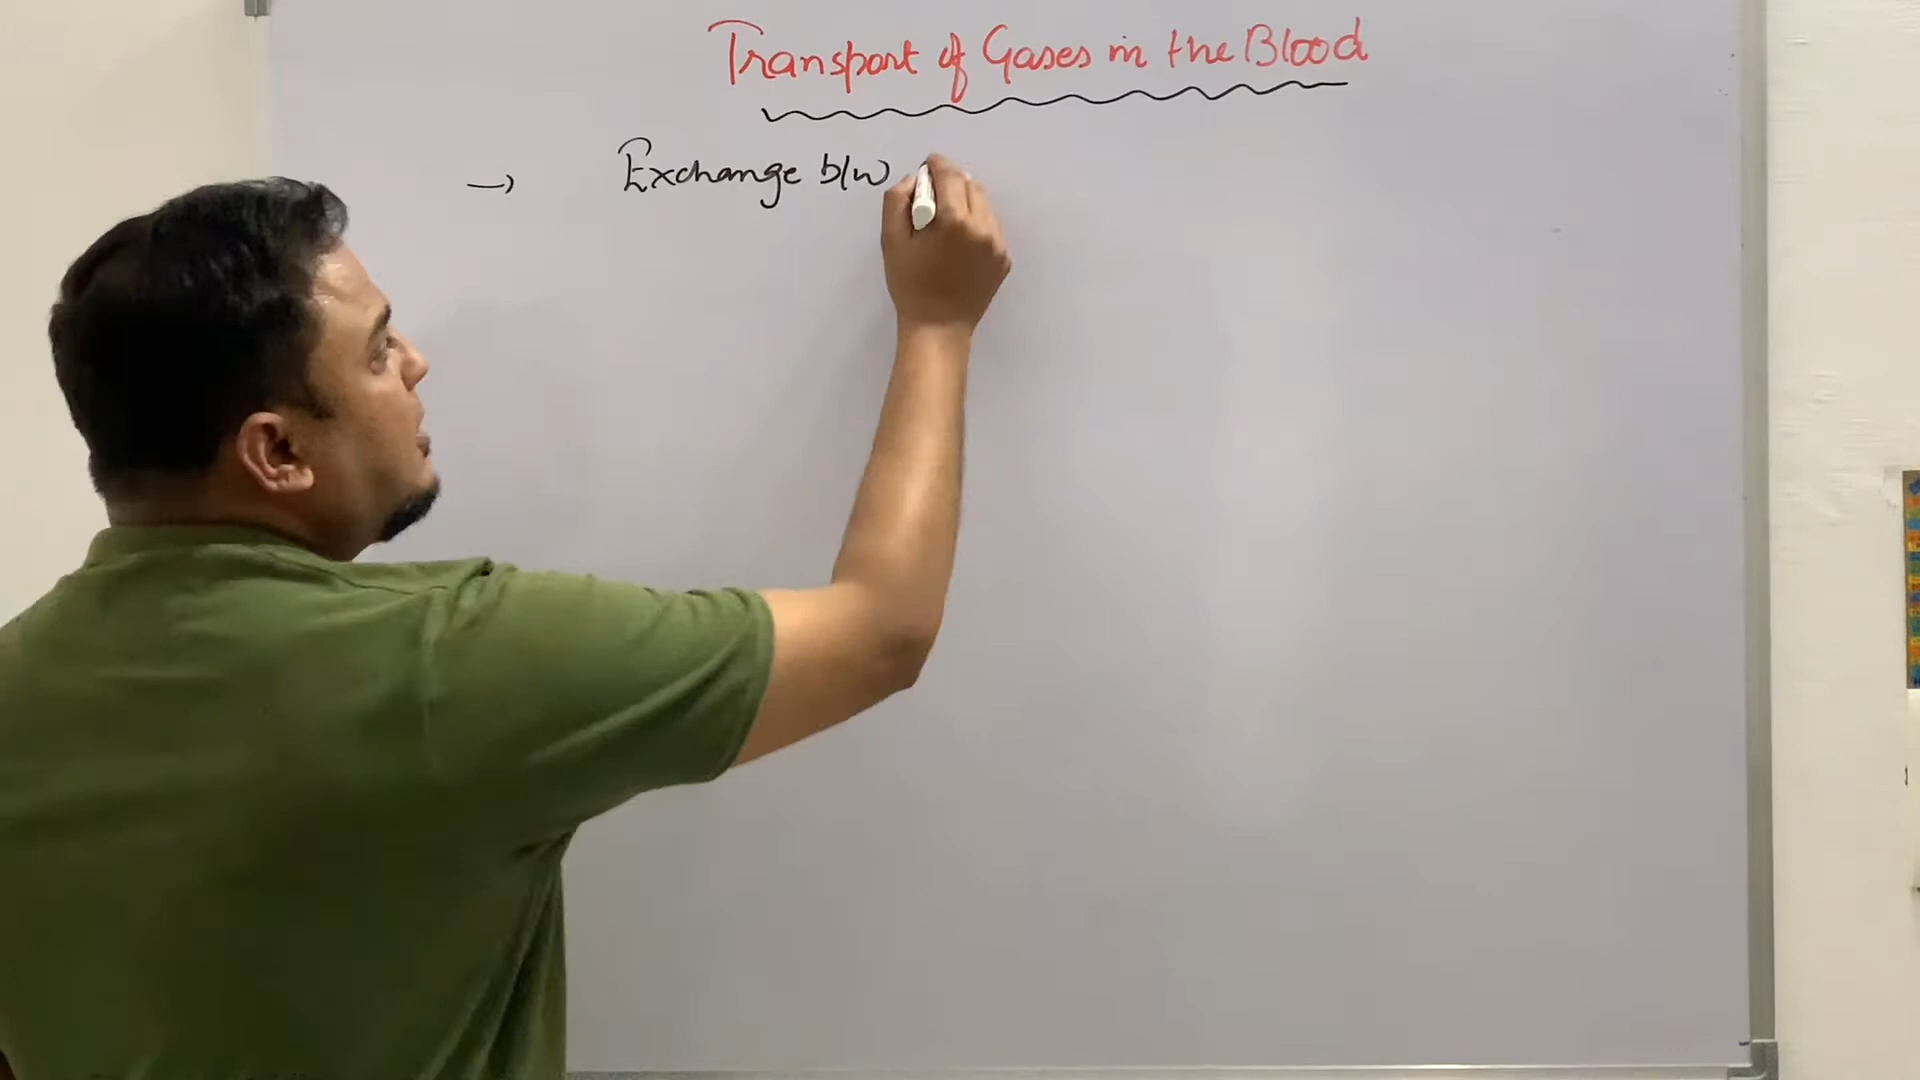 Transport of Gases in the Blood
→ Exchange b/w